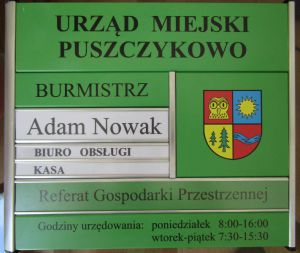 URZĄD MIEJSKI
PUSZCZYKOWO
BURMISTRZ
Adam Nowak
BIURO OBSŁUGI
KASA
Referat Gospodarki Przestrzennej
Godziny urzędowania: poniedziałek 8:00-16:00
wtorek-piątek 7:30-15:30